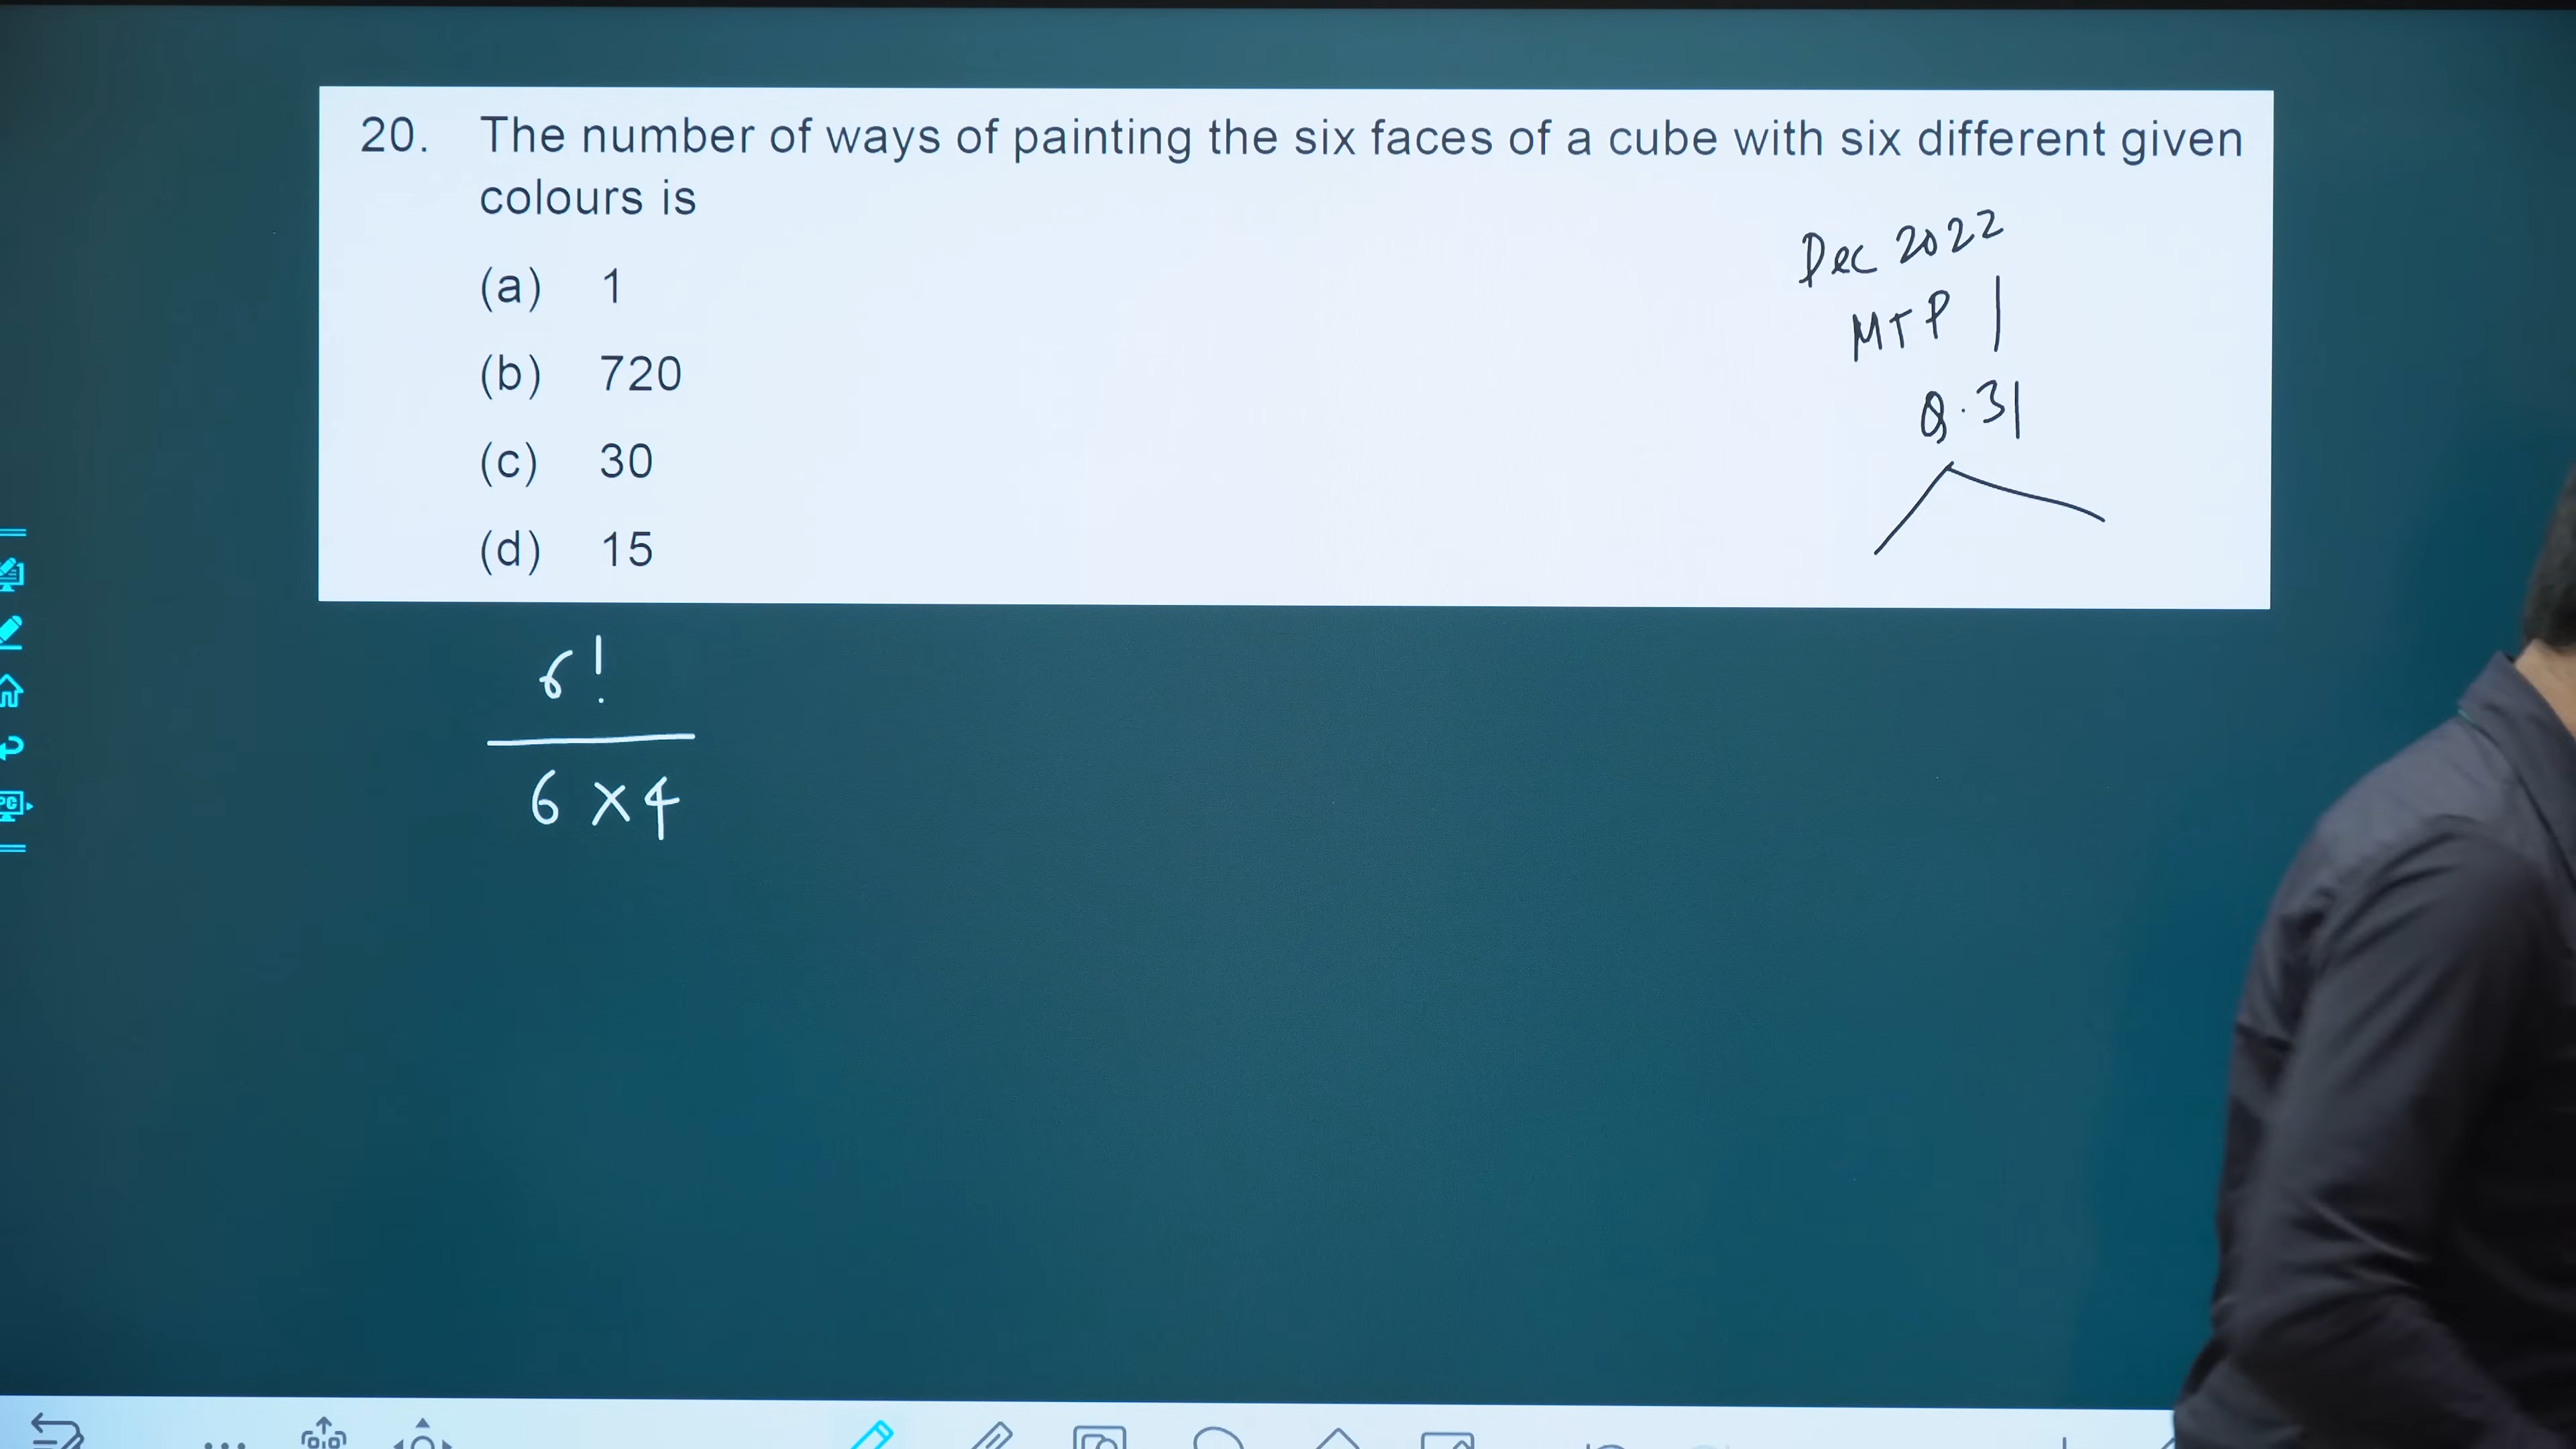 20. The number of ways of painting the six faces of a cube with six different given
colours is
(a) 1
(b) 720
(c) 30
(d) 15
Dec 2022
MTP 1
Q.31
6!
6 × 4
PC